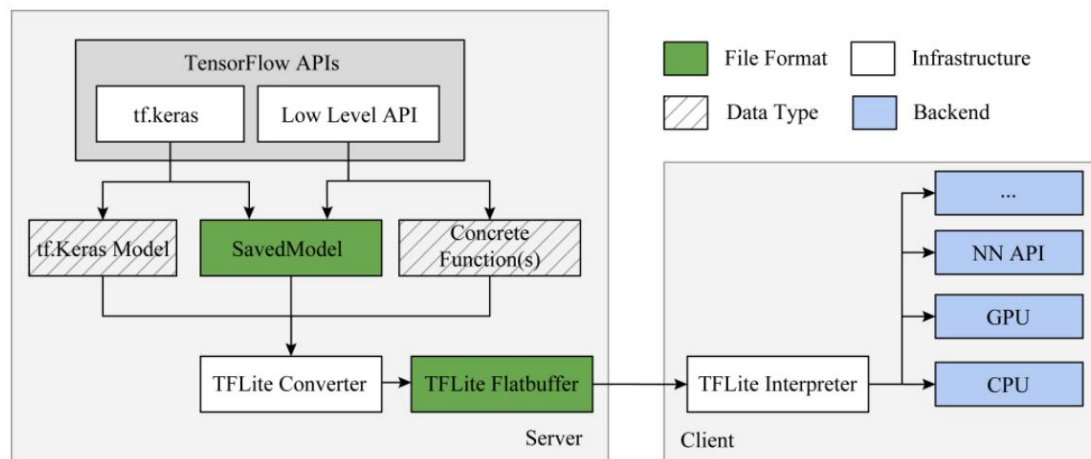 TensorFlow APIs
tf.keras
Low Level API
tf.Keras Model
SavedModel
Concrete
Function(s)
TFLite Converter
TFLite Flatbuffer
Server
File Format
Infrastructure
Data Type
Backend
...
NN API
GPU
TFLite Interpreter
CPU
Client